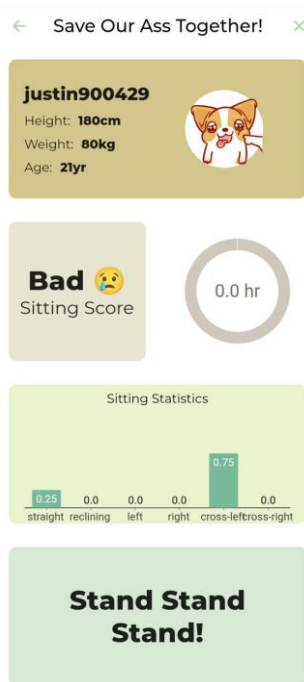 Save Our Ass Together!
justin900429
Height: 180cm
Weight: 80kg
Age: 21yr
Bad 😢
Sitting Score
0.0 hr
Sitting Statistics
0.25 0.0 0.0 0.0 0.75 0.0
straight reclining left right cross-left cross-right
Stand Stand
Stand!